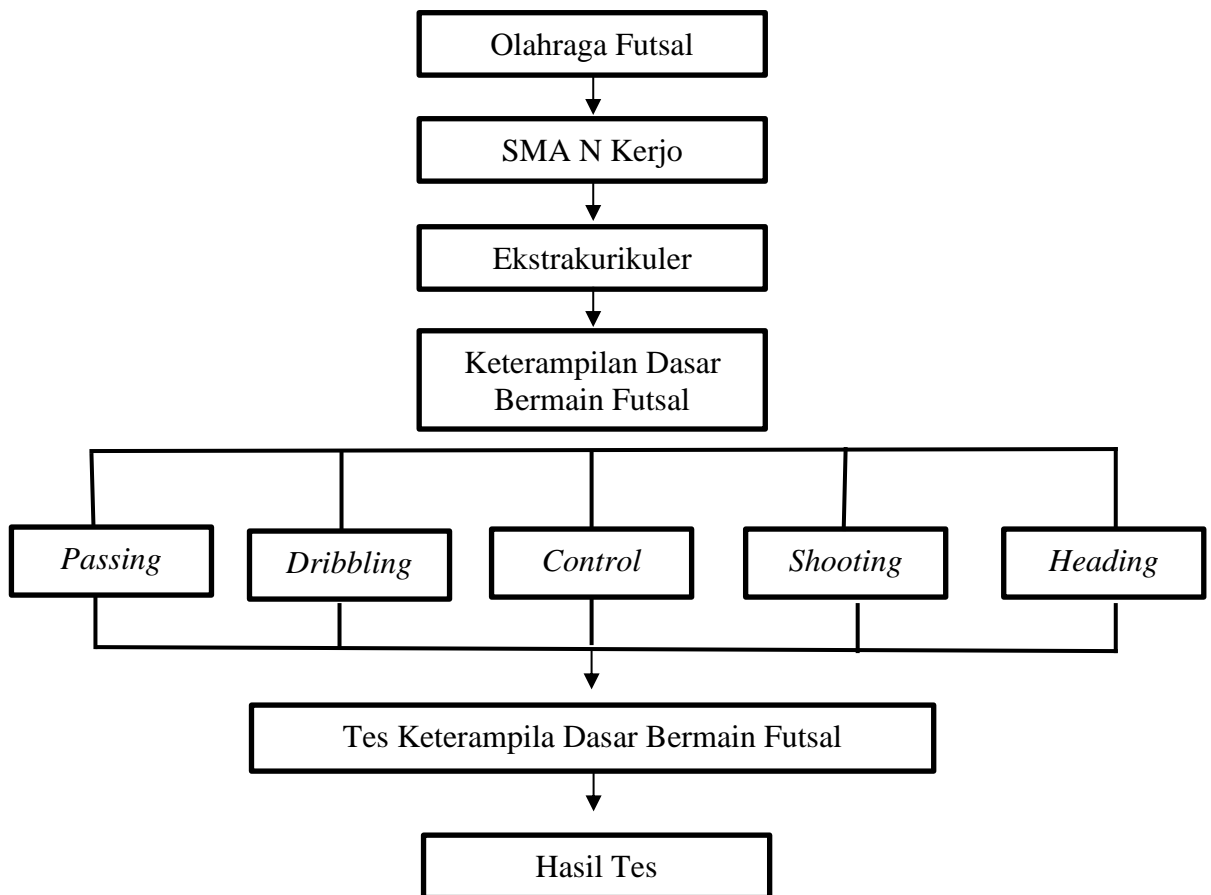 Olahraga Futsal
SMA N Kerjo
Ekstrakurikuler
Keterampilan Dasar
Bermain Futsal
Passing
Dribbling
Control
Shooting
Heading
Tes Keterampila Dasar Bermain Futsal
Hasil Tes